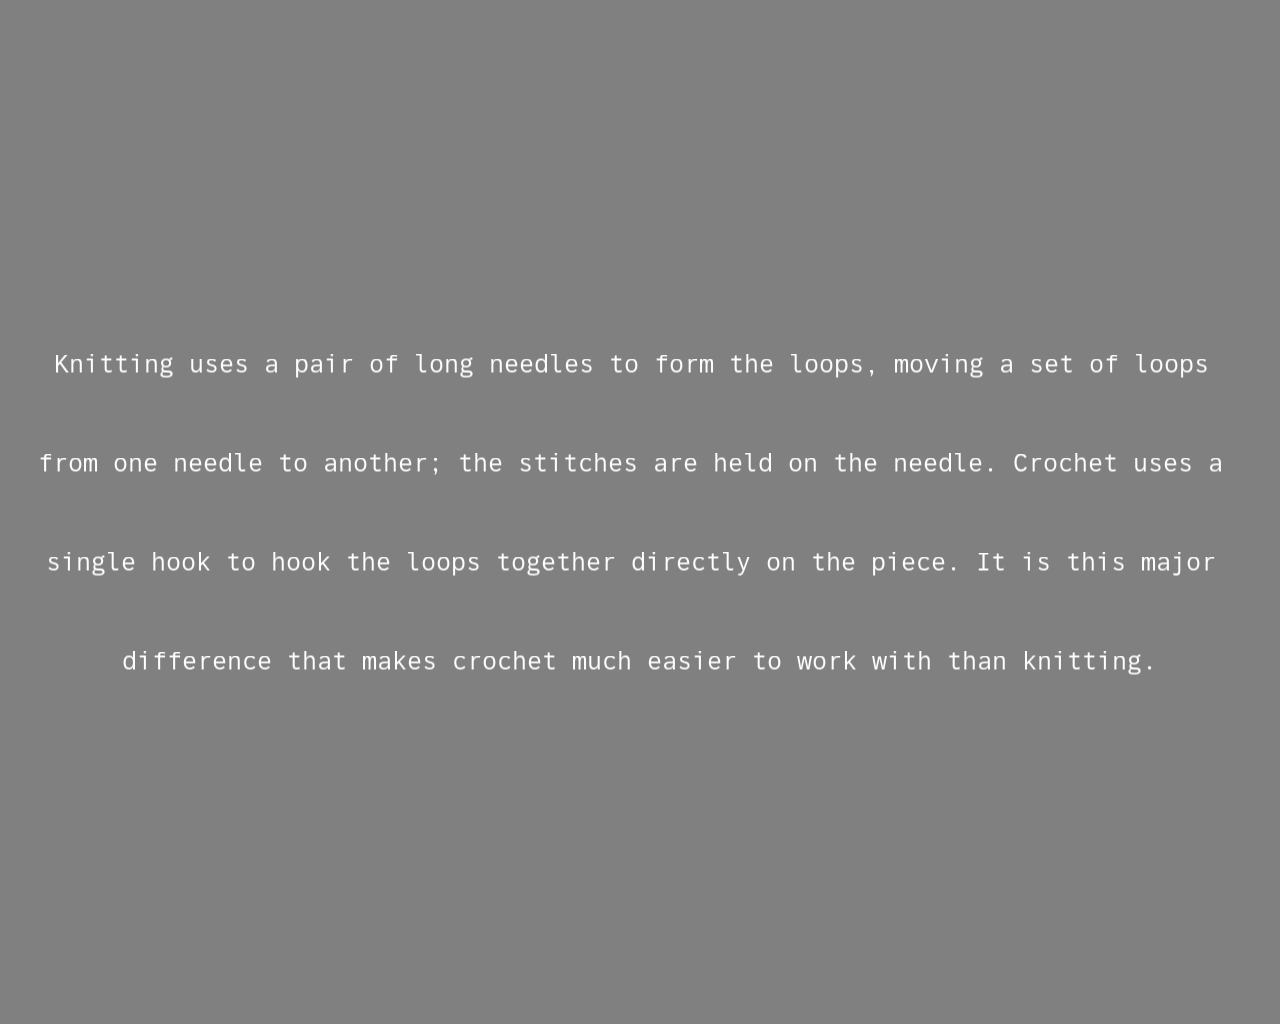 Knitting uses a pair of long needles to form the loops, moving a set of loops
from one needle to another; the stitches are held on the needle. Crochet uses a
single hook to hook the loops together directly on the piece. It is this major
difference that makes crochet much easier to work with than knitting.